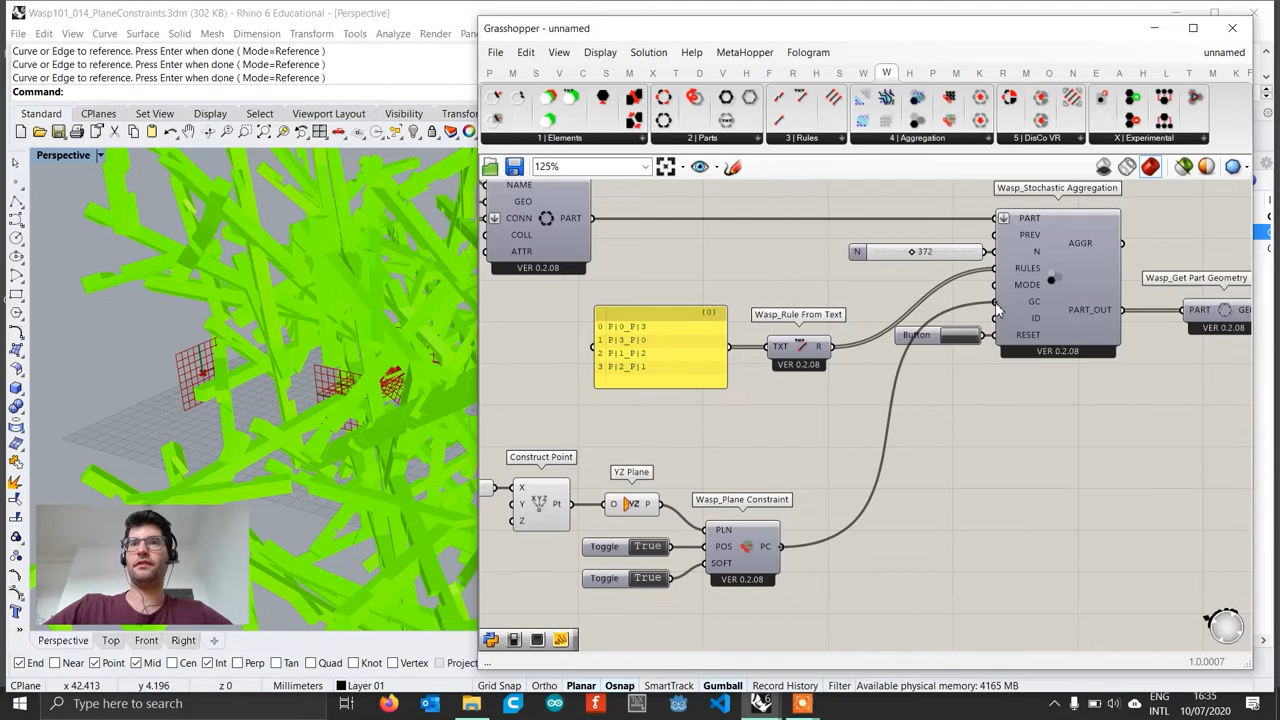 Wasp101_014_PlaneConstraints.3dm (302 KB) - Rhino 6 Educational - [Perspective]
File Edit View Curve Surface Solid Mesh Dimension Transform Tools Analyze Render
Curve or Edge to reference. Press Enter when done ( Mode=Reference )
Curve or Edge to reference. Press Enter when done ( Mode=Reference )
Curve or Edge to reference. Press Enter when done ( Mode=Reference )
Command:
Standard CPlanes Set View Display Select Viewport Layout Visibility
Perspective
Grasshopper - unnamed
File Edit View Display Solution Help MetaHopper Fologram unnamed
P M S V I S M X T D V U T F R A S M K T W W H P M K R M S E A L H P S T M P K F
1 | Elements 2 | Parts 3 | Rules 4 | Aggregation 5 | DisCo VR X | Experimental
125%
NAME
GEO
CONN PART
COLL
ATTR
VER 0.2.08
{0}
0 P|0_P|3
1 P|3_P|0
2 P|1_P|2
3 P|2_P|1
Wasp_Rule From Text
TXT R
VER 0.2.08
N 372
Button
Wasp_Stochastic Aggregation
PART
PREV
N AGGR
RULES
MODE
GC
ID PART_OUT
RESET
VER 0.2.08
Wasp_Get Part Geometry
PART
VER 0.2.08
Construct Point
X
Y Pt
Z
YZ Plane
O YZ P
Wasp_Plane Constraint
PLN
POS PC
SOFT
VER 0.2.08
Toggle True
Toggle True
...
1.0.0007
Perspective Top Front Right
End Near Point Mid Cen Int Perp Tan Quad Knot Vertex
CPlane x 42.413 y 4.196 z 0 Millimeters Layer 01 Grid Snap Ortho Planar Osnap SmartTrack Gumball Record History Filter Available physical memory: 4165 MB
Type here to search
ENG
INTL
16:35
10/07/2020